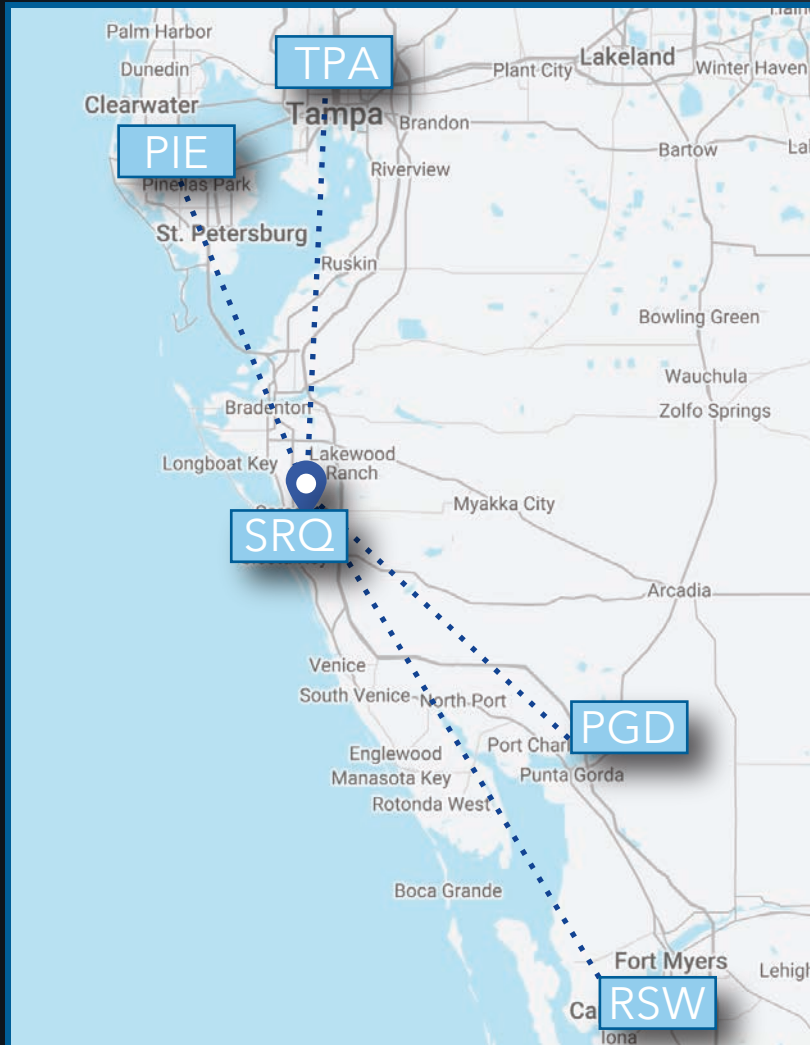 Palm Harbor
TPA
Lakeland
Dunedin
Plant City
Winter Haven
Clearwater
Tampa
Brandon
PIE
Bartow
Riverview
Pinellas Park
St. Petersburg
Ruskin
Bowling Green
Wauchula
Bradenton
Zolfo Springs
Longboat Key
Lakewood
Ranch
Myakka City
SRQ
Arcadia
Venice
South Venice
North Port
PGD
Englewood
Port Char
Manasota Key
Punta Gorda
Rotonda West
Boca Grande
Fort Myers
Lehigh
RSW
Ca
Iona